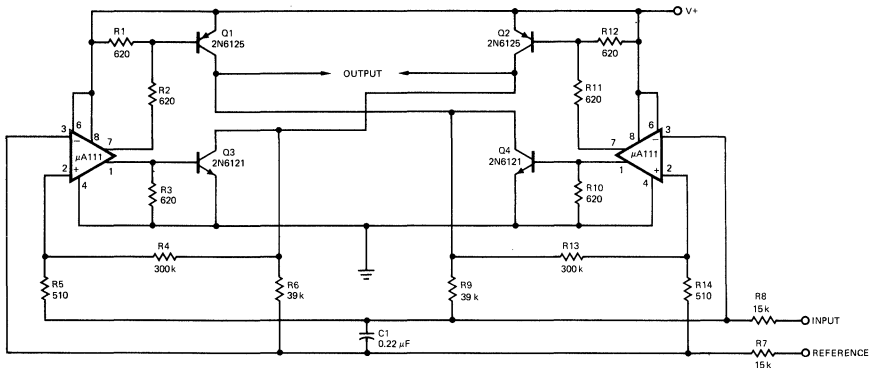 Q1
2N6125
Q2
2N6125
V+
R1
620
R12
620
OUTPUT
R2
620
R11
620
6
3
−
8
7
μA111
2
+
1
4
Q3
2N6121
Q4
2N6121
6
8
−
3
7
μA111
2
1
+
4
R3
620
R10
620
R4
300k
R13
300k
R5
510
R6
39k
R9
39k
R14
510
R8
15k
INPUT
C1
0.22 μF
R7
15k
REFERENCE